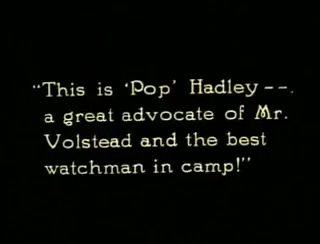 "This is 'Pop' Hadley --.
a great advocate of Mr.
Volstead and the best
watchman in camp!"